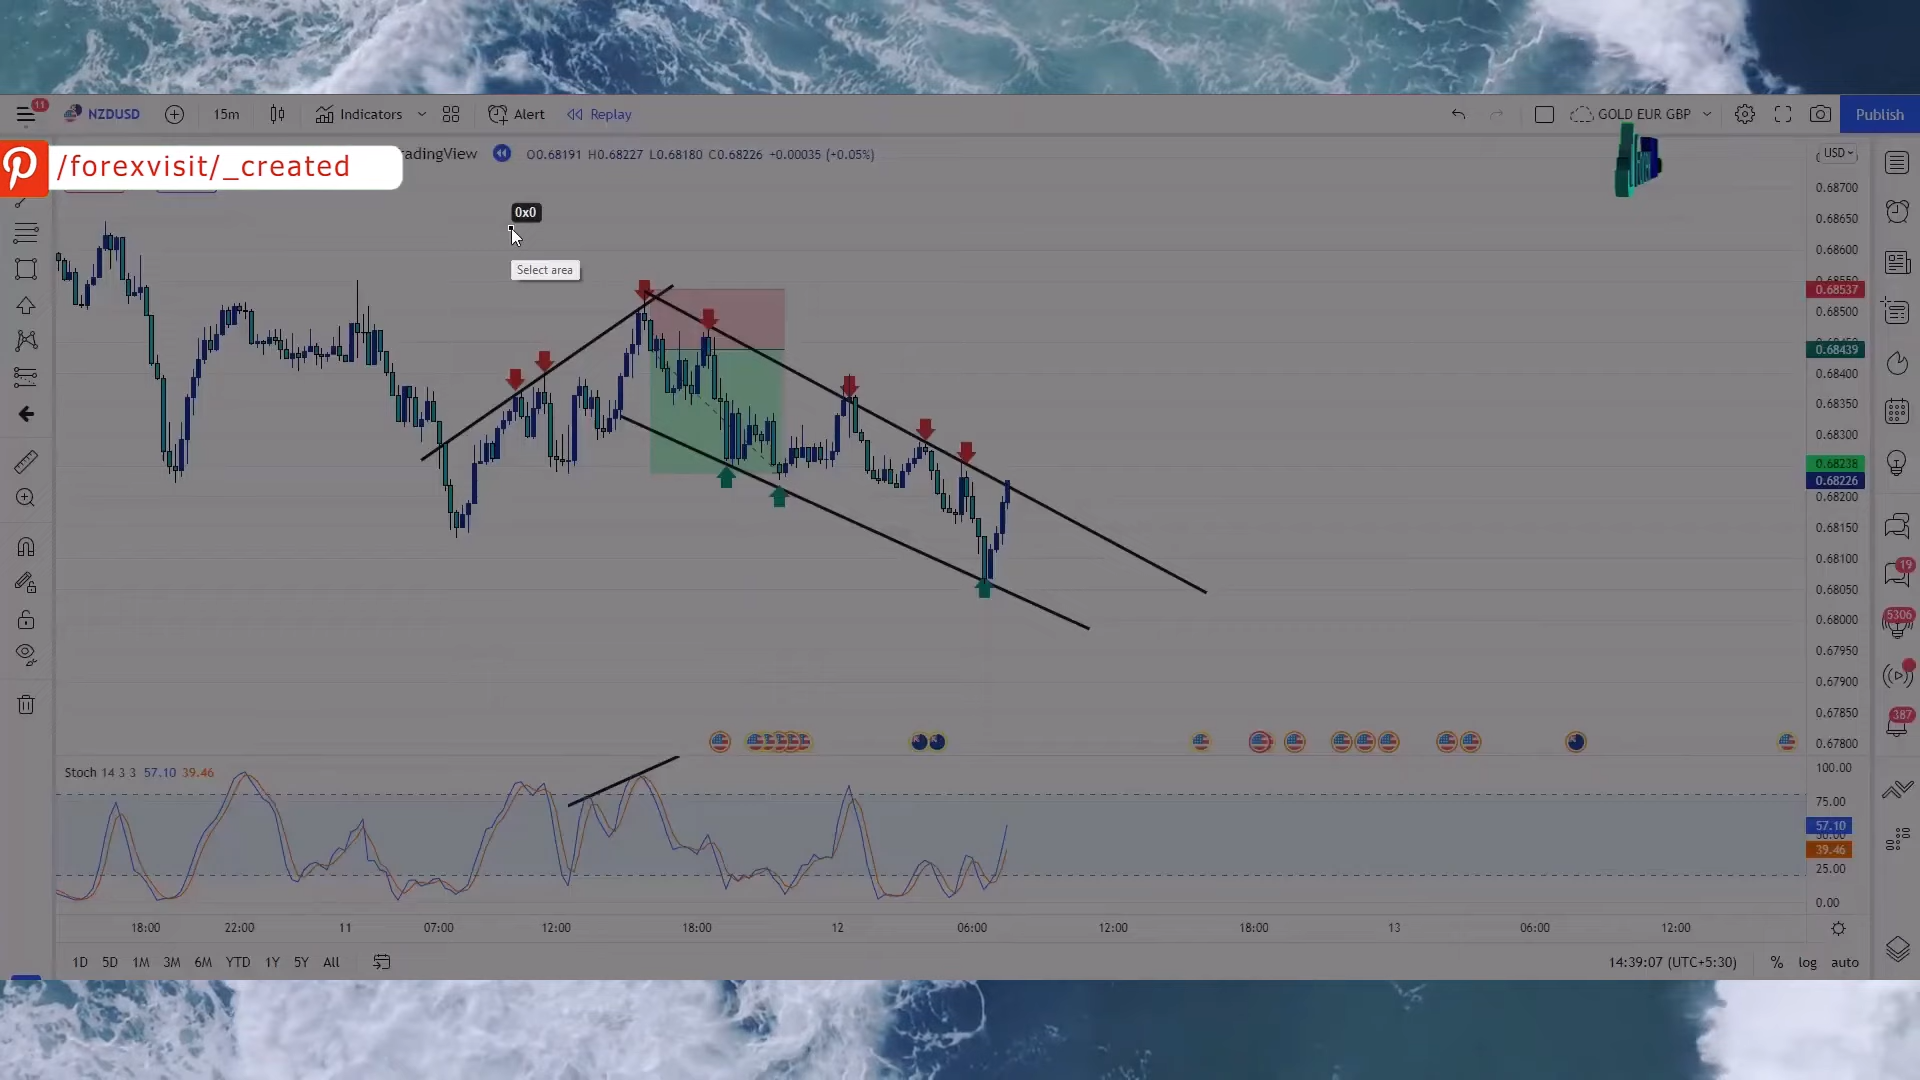 11
NZDUSD
15m
Indicators
Alert
Replay
GOLD EUR GBP
Publish
/forexvisit/_created
radingView
O0.68191 H0.68227 L0.68180 C0.68226 +0.00035 (+0.05%)
USD
0.68700
0x0
0.68650
0.68600
Select area
0.68537
0.68500
0.68439
0.68400
0.68350
0.68300
0.68238
0.68226
0.68200
0.68150
0.68100
19
0.68050
0.68000
5306
0.67950
0.67900
0.67850
387
0.67800
Stoch 14 3 3 57.10 39.46
100.00
75.00
57.10
39.46
25.00
0.00
18:00 22:00 11 07:00 12:00 18:00 12 06:00 12:00 18:00 13 06:00 12:00
1D 5D 1M 3M 6M YTD 1Y 5Y All
14:39:07 (UTC+5:30) % log auto